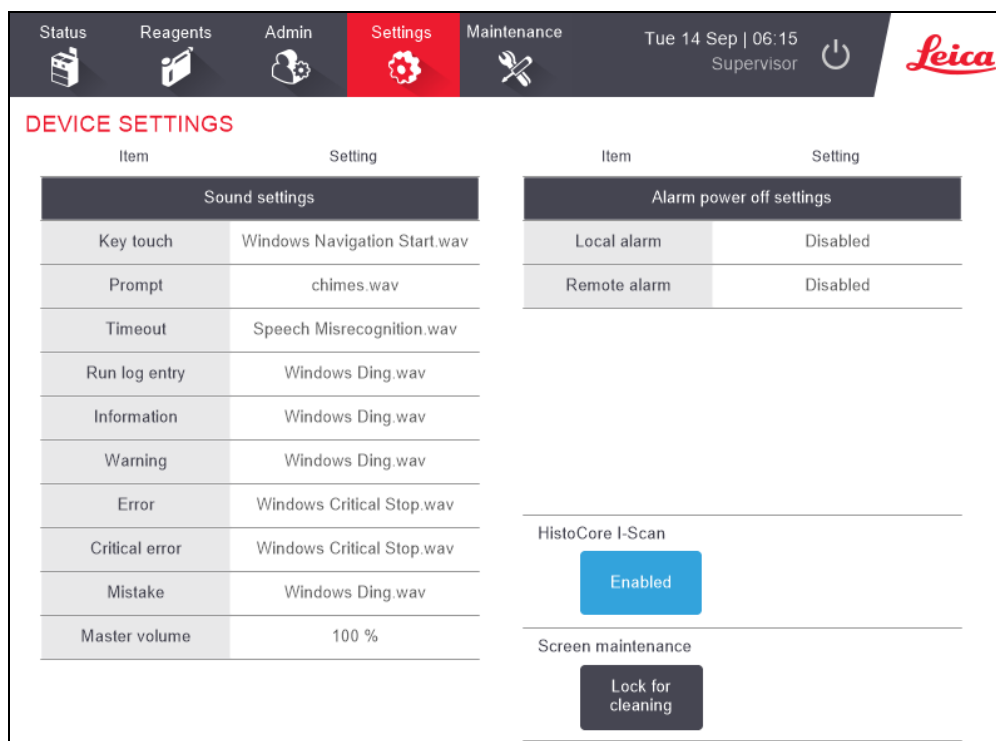 Status Reagents Admin Settings Maintenance Tue 14 Sep | 06:15
Supervisor
Leica
DEVICE SETTINGS
Item Setting
Sound settings
Key touch Windows Navigation Start.wav
Prompt chimes.wav
Timeout Speech Misrecognition.wav
Run log entry Windows Ding.wav
Information Windows Ding.wav
Warning Windows Ding.wav
Error Windows Critical Stop.wav
Critical error Windows Critical Stop.wav
Mistake Windows Ding.wav
Master volume 100 %
Item Setting
Alarm power off settings
Local alarm Disabled
Remote alarm Disabled
HistoCore I-Scan
Enabled
Screen maintenance
Lock for
cleaning